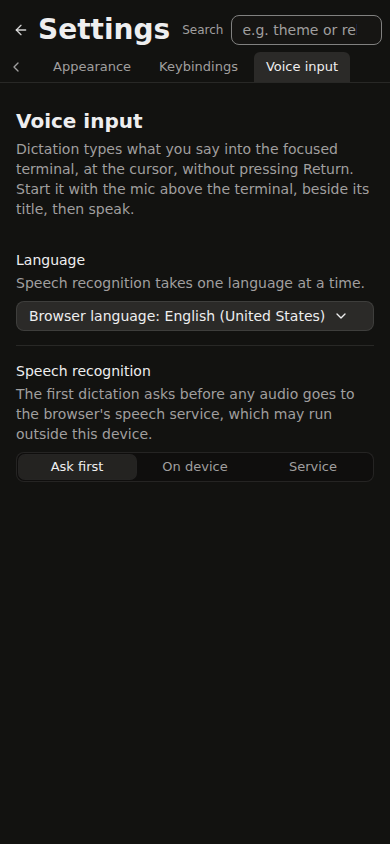 Settings
Search
e.g. theme or re
Appearance
Keybindings
Voice input
Voice input
Dictation types what you say into the focused
terminal, at the cursor, without pressing Return.
Start it with the mic above the terminal, beside its
title, then speak.
Language
Speech recognition takes one language at a time.
Browser language: English (United States)
Speech recognition
The first dictation asks before any audio goes to
the browser's speech service, which may run
outside this device.
Ask first
On device
Service